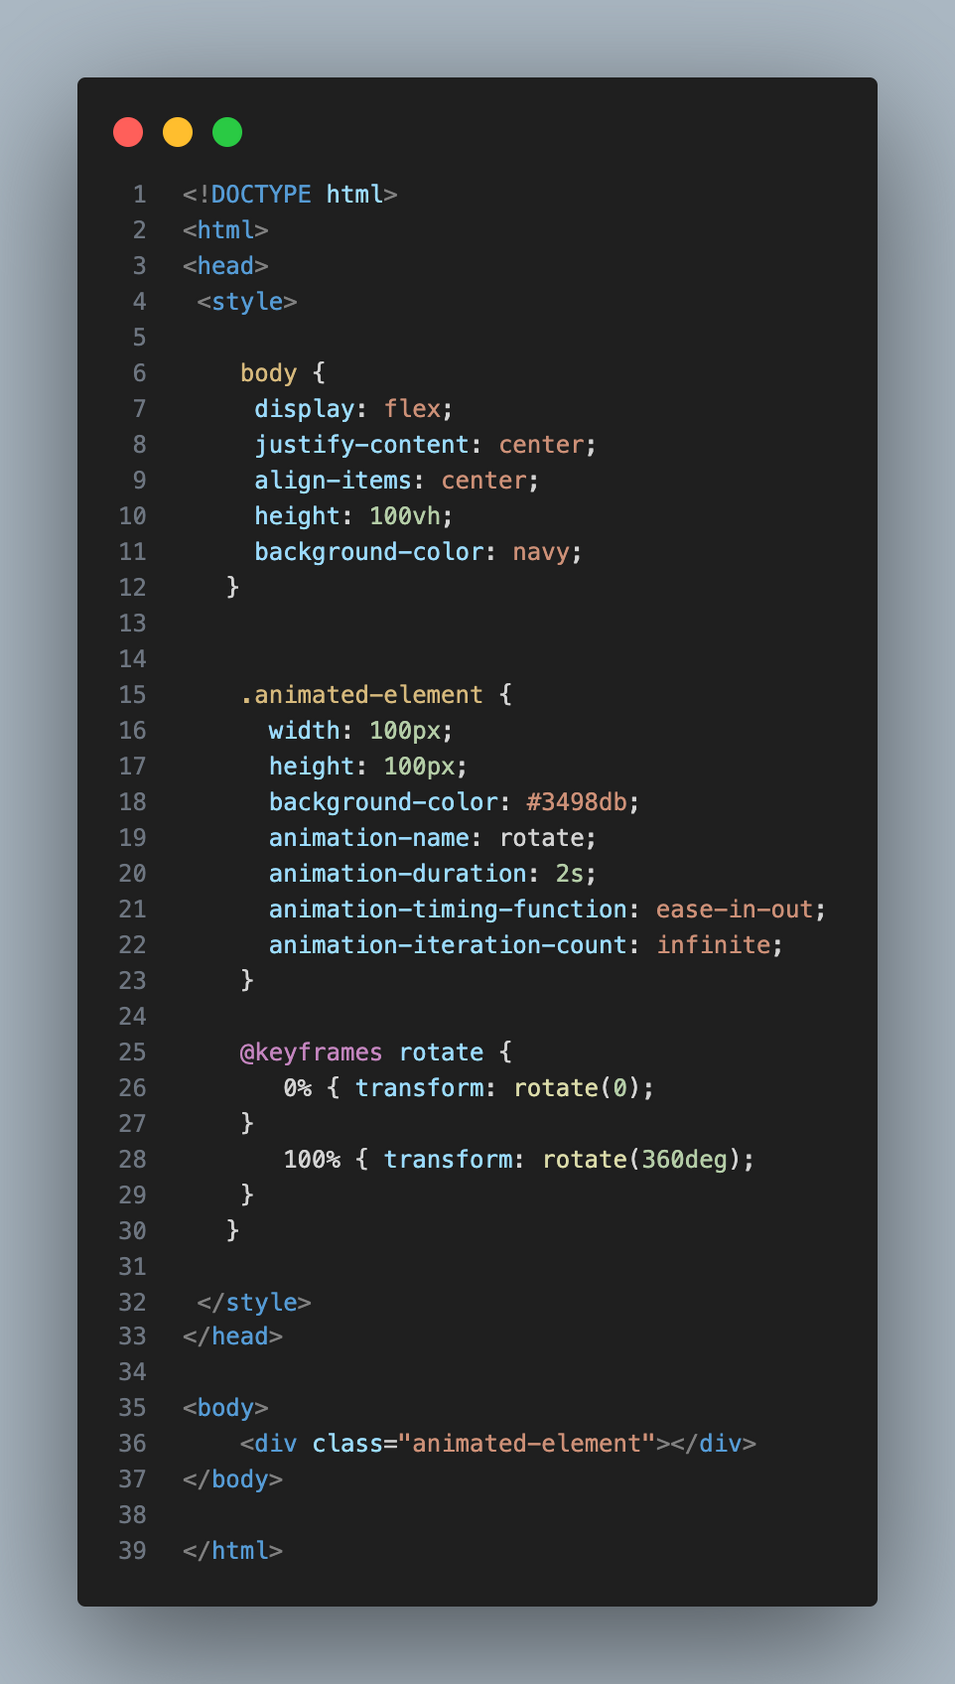 1 <!DOCTYPE html>
2 <html>
3 <head>
4  <style>
5
6     body {
7      display: flex;
8      justify-content: center;
9      align-items: center;
10      height: 100vh;
11      background-color: navy;
12    }
13
14
15     .animated-element {
16       width: 100px;
17       height: 100px;
18       background-color: #3498db;
19       animation-name: rotate;
20       animation-duration: 2s;
21       animation-timing-function: ease-in-out;
22       animation-iteration-count: infinite;
23     }
24
25     @keyframes rotate {
26        0% { transform: rotate(0);
27     }
28        100% { transform: rotate(360deg);
29     }
30    }
31
32  </style>
33 </head>
34
35 <body>
36     <div class="animated-element"></div>
37 </body>
38
39 </html>